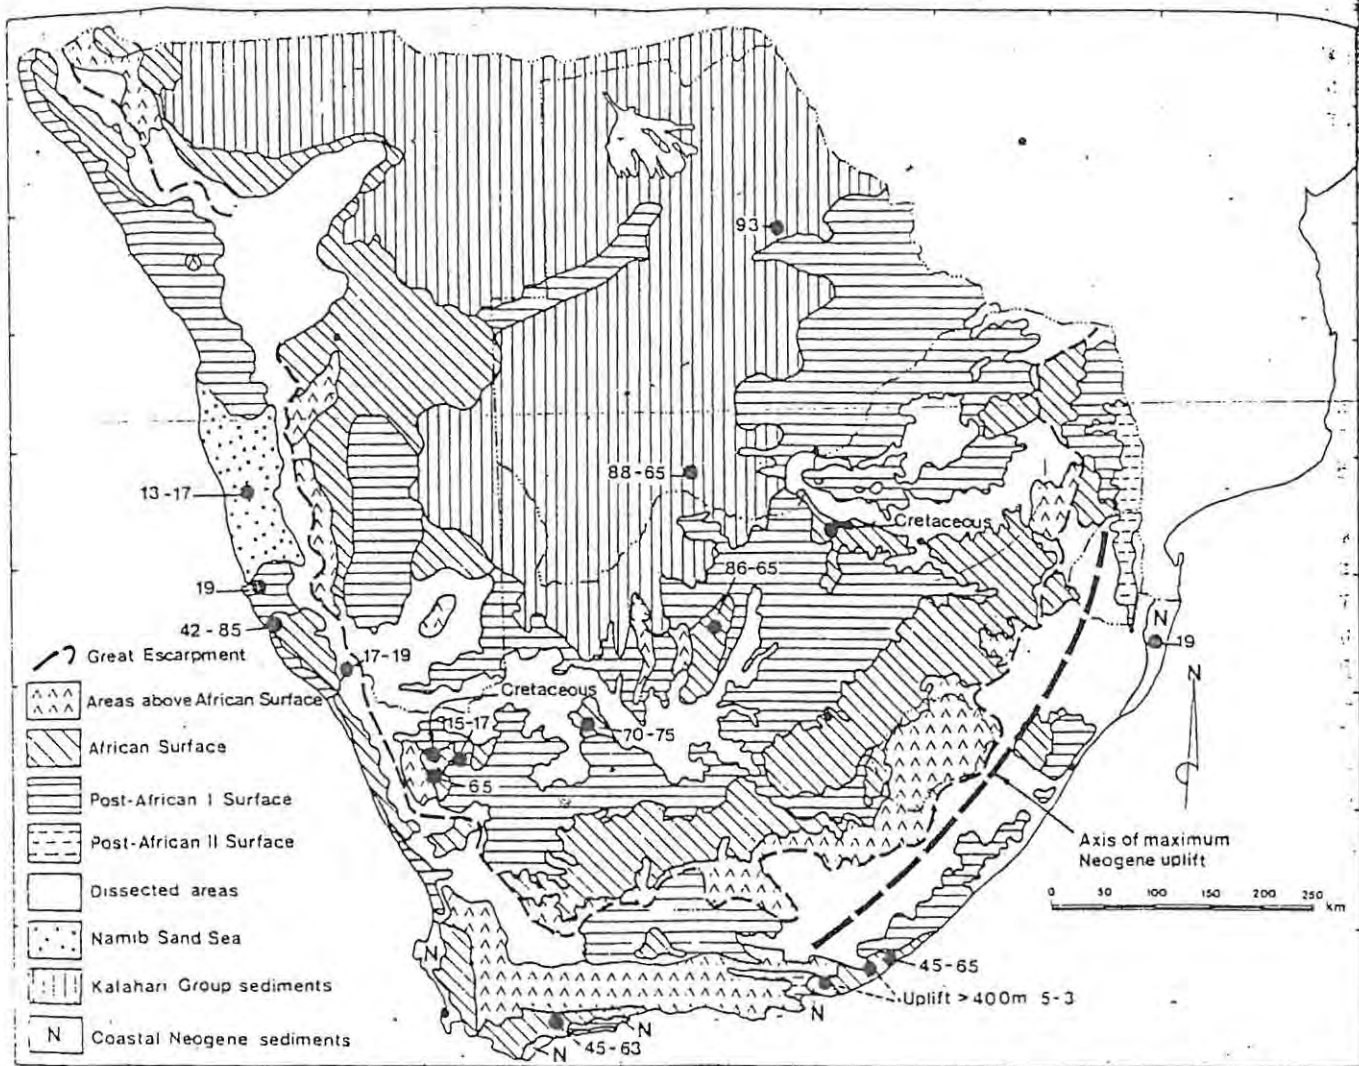 93
88-65
Cretaceous
13-17
86-65
19
42-85
17-19
19
N
N
Cretaceous
15-17
70-75
65
Great Escarpment
Areas above African Surface
African Surface
Post-African I Surface
Post-African II Surface
Dissected areas
Namib Sand Sea
Kalahari Group sediments
N Coastal Neogene sediments
Axis of maximum
Neogene uplift
0 50 100 150 200 250
km
N
45-65
Uplift >400m 5-3
N
N
45-63
N